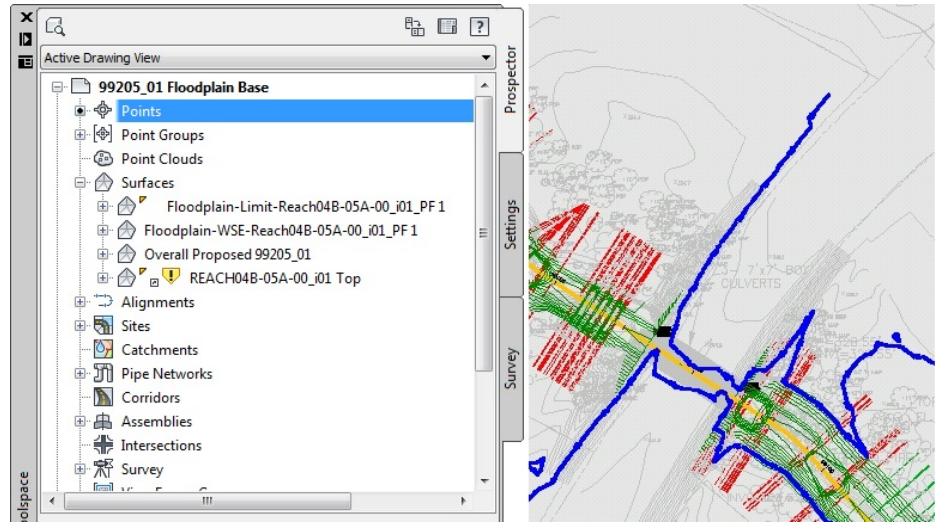 Active Drawing View
99205_01 Floodplain Base
Points
Point Groups
Point Clouds
Surfaces
Floodplain-Limit-Reach04B-05A-00_i01_PF 1
Floodplain-WSE-Reach04B-05A-00_i01_PF 1
Overall Proposed 99205_01
REACH04B-05A-00_i01 Top
Alignments
Sites
Catchments
Pipe Networks
Corridors
Assemblies
Intersections
Survey
Prospector
Settings
Survey
oolspace
7'x7' BOX
CULVERTS